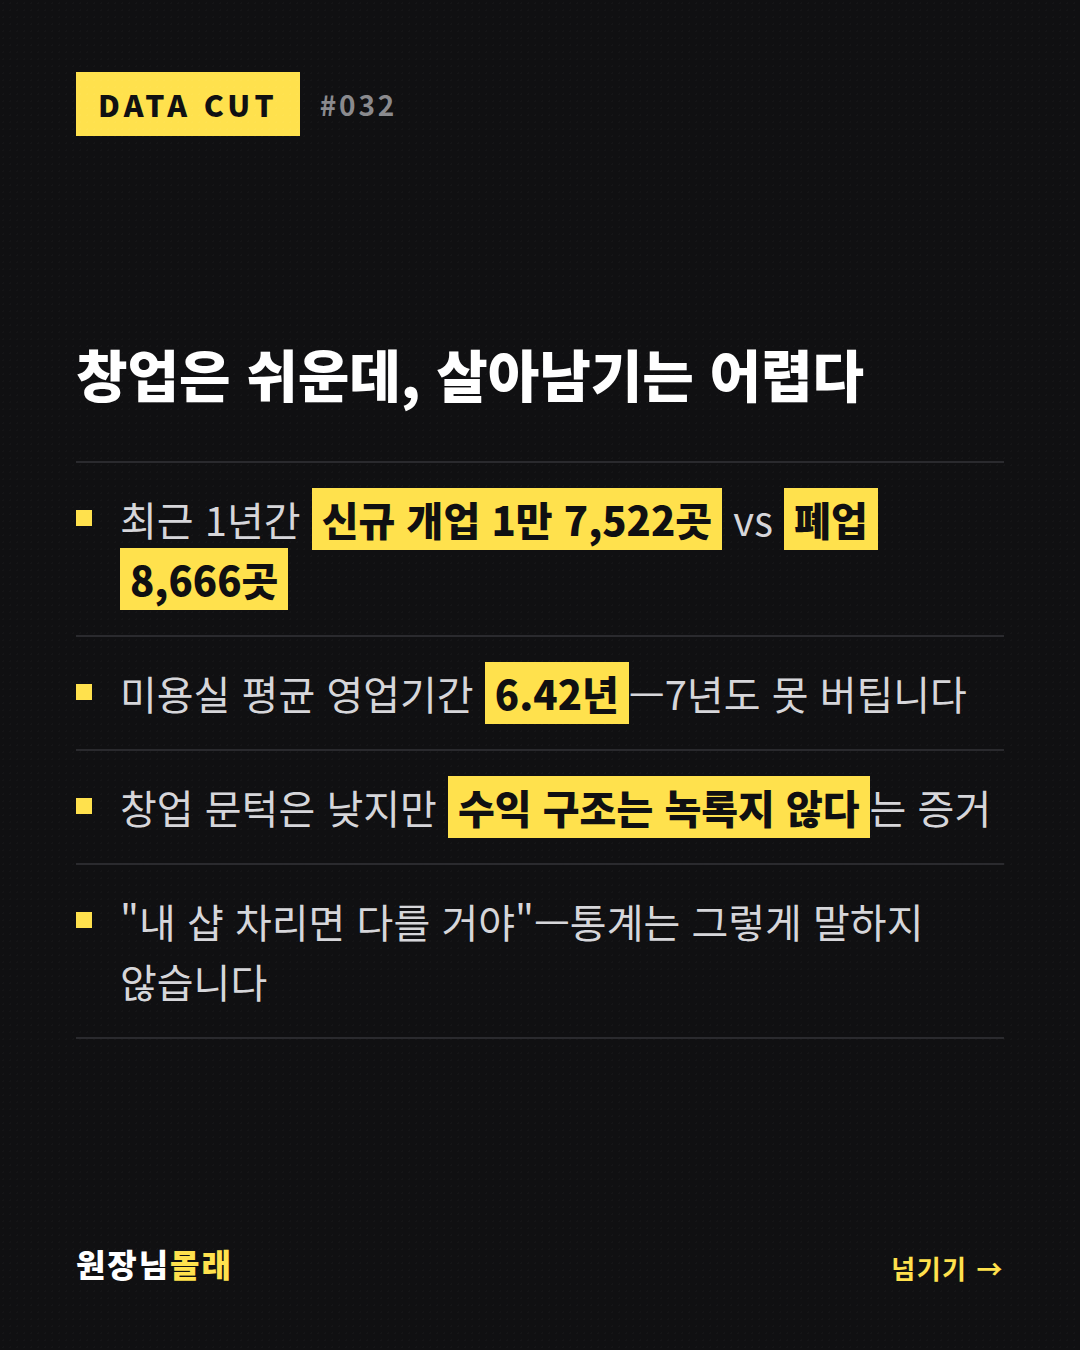 DATA CUT #032
창업은 쉬운데, 살아남기는 어렵다
최근 1년간 신규 개업 1만 7,522곳 vs 폐업
8,666곳
미용실 평균 영업기간 6.42년—7년도 못 버팁니다
창업 문턱은 낮지만 수익 구조는 녹록지 않다는 증거
"내 샵 차리면 다를 거야"—통계는 그렇게 말하지
않습니다
원장님몰래
넘기기 →